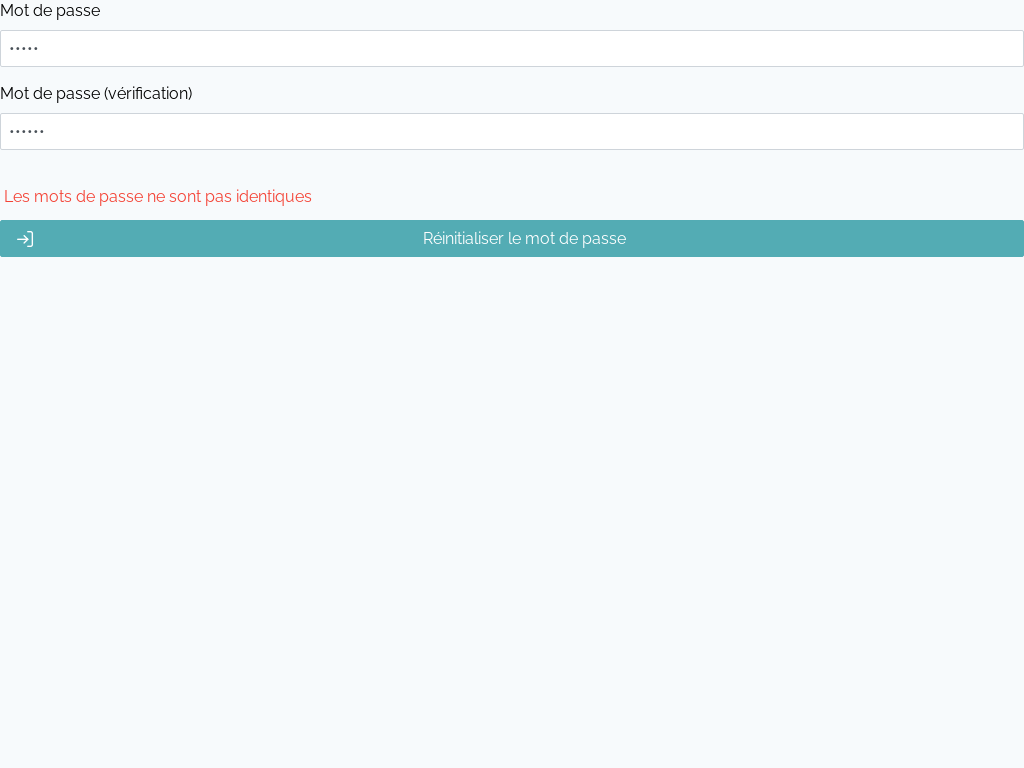 Mot de passe
•••••
Mot de passe (vérification)
••••••
Les mots de passe ne sont pas identiques
Réinitialiser le mot de passe